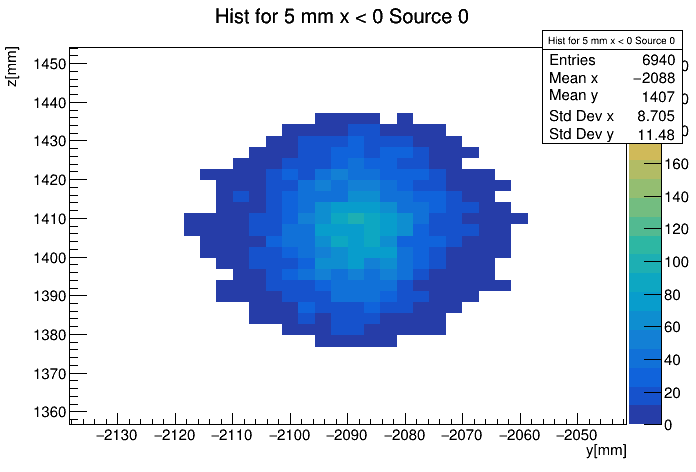 Hist for 5 mm x < 0 Source 0
z[mm]
Hist for 5 mm x < 0 Source 0
Entries 6940
Mean x −2088
Mean y 1407
Std Dev x 8.705
Std Dev y 11.48
1450
1440
1430
1420
1410
1400
1390
1380
1370
1360
0
0
160
140
120
100
80
60
40
20
0
−2130 −2120 −2110 −2100 −2090 −2080 −2070 −2060 −2050
y[mm]